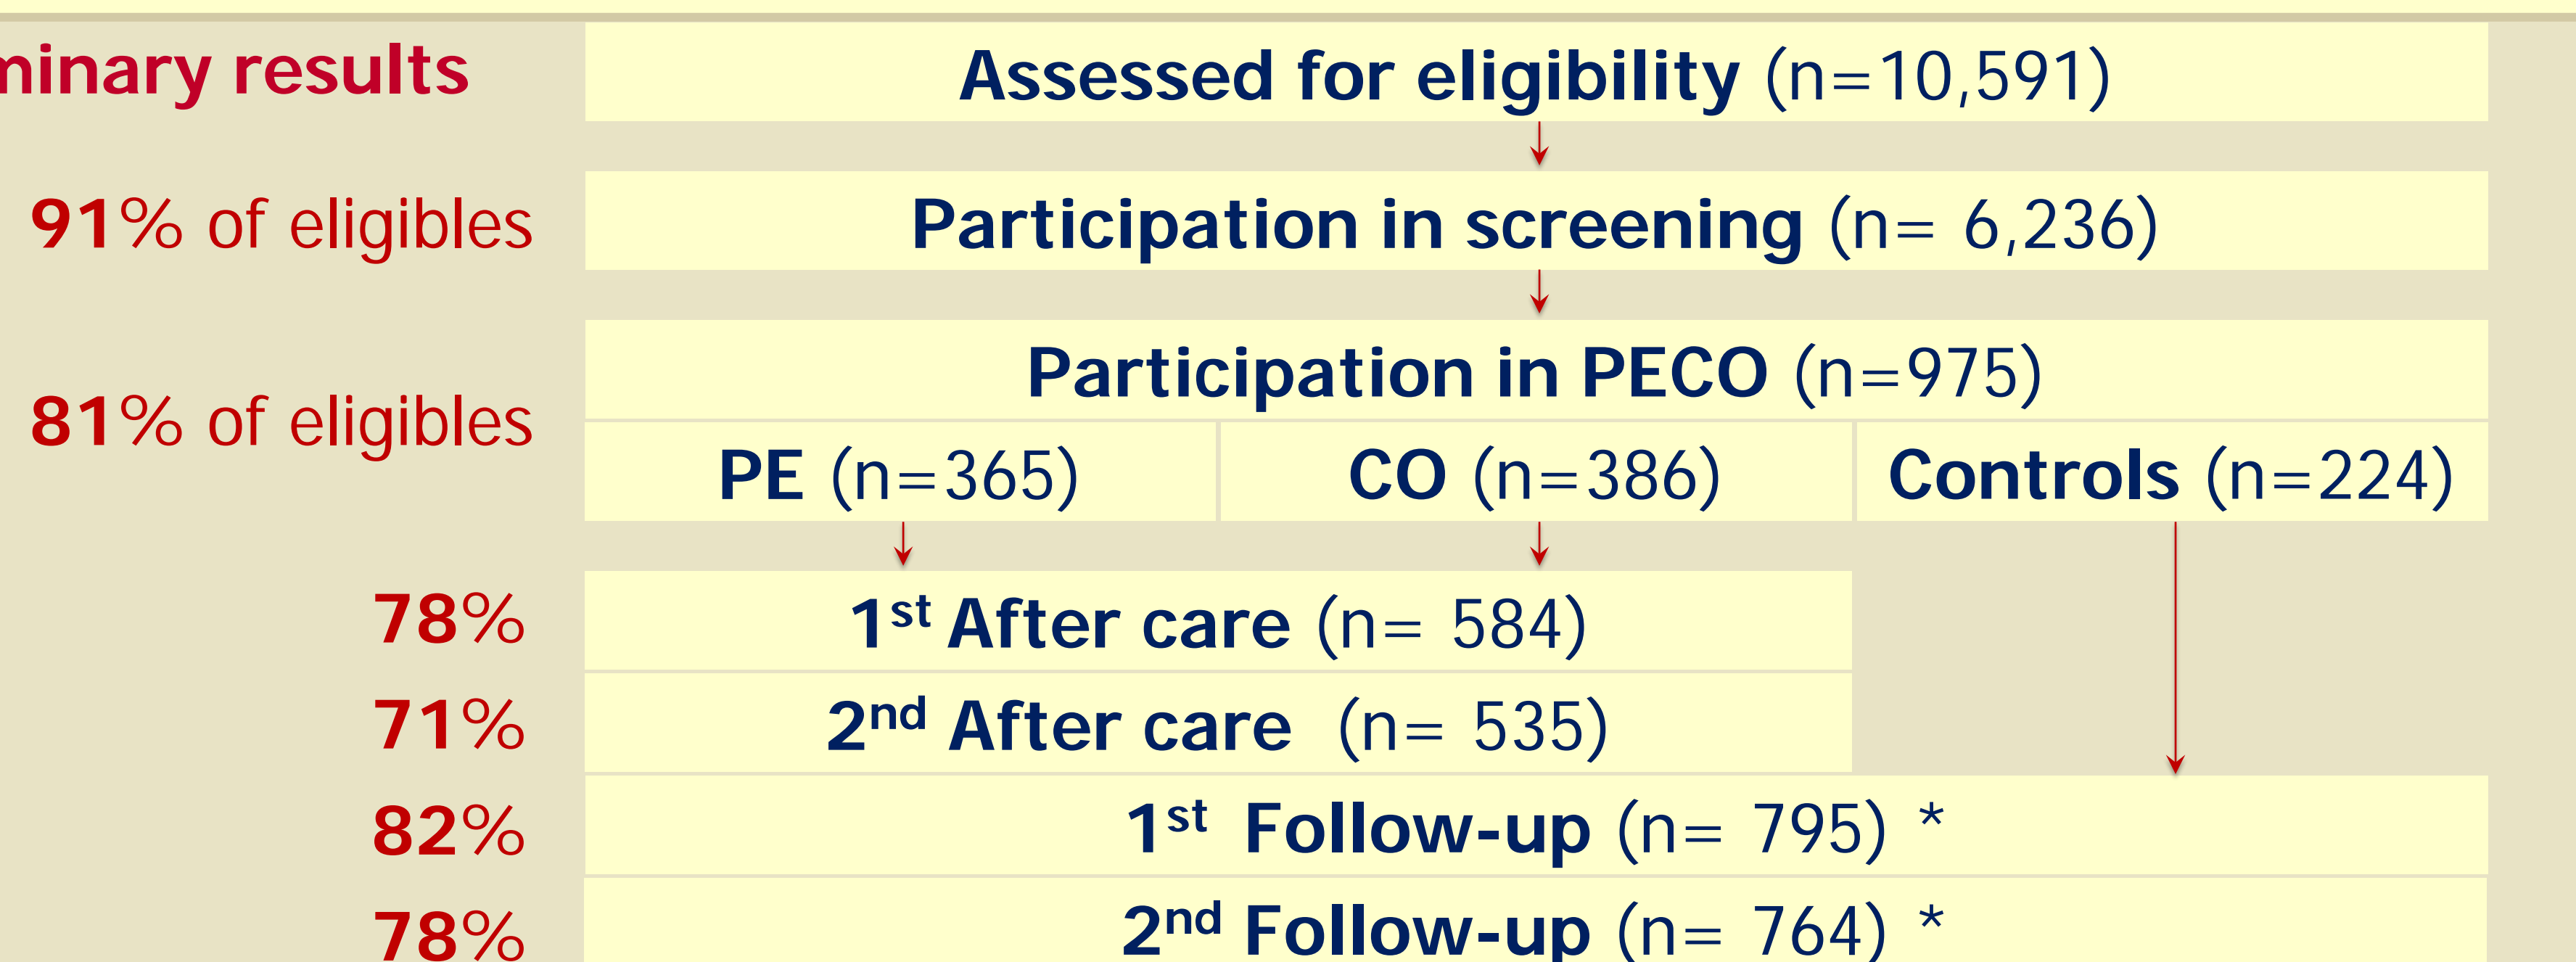 minary results
Assessed for eligibility (n=10,591)
91% of eligibles
Participation in screening (n= 6,236)
Participation in PECO (n=975)
81% of eligibles
PE (n=365)
CO (n=386)
Controls (n=224)
78%
1st After care (n= 584)
71%
2nd After care (n= 535)
82%
1st Follow-up (n= 795) *
78%
2nd Follow-up (n= 764) *